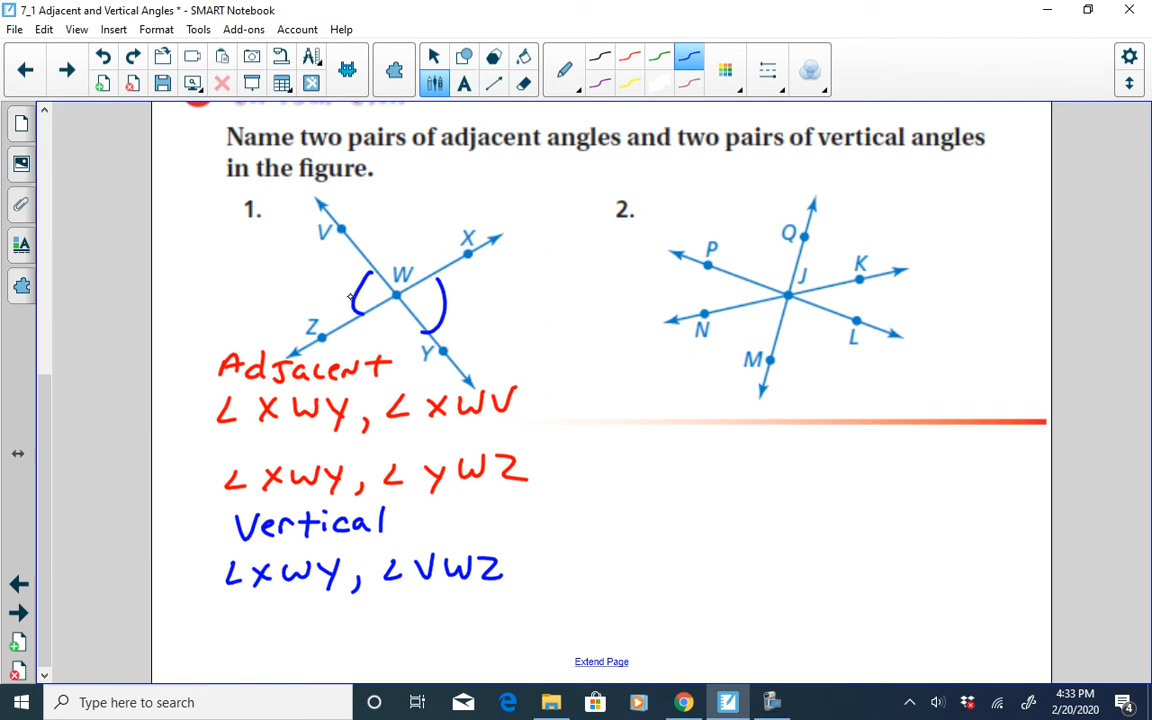 7_1 Adjacent and Vertical Angles * - SMART Notebook
File Edit View Insert Format Tools Add-ons Account Help
Name two pairs of adjacent angles and two pairs of vertical angles
in the figure.
1.
V
X
W
Z
Y
2.
Q
P
K
J
N
L
M
Adjacent
∠ XWY, ∠ XWV
∠ XWY, ∠ YWZ
Vertical
∠XWY, ∠VWZ
Extend Page
Type here to search
4:33 PM
2/20/2020
4